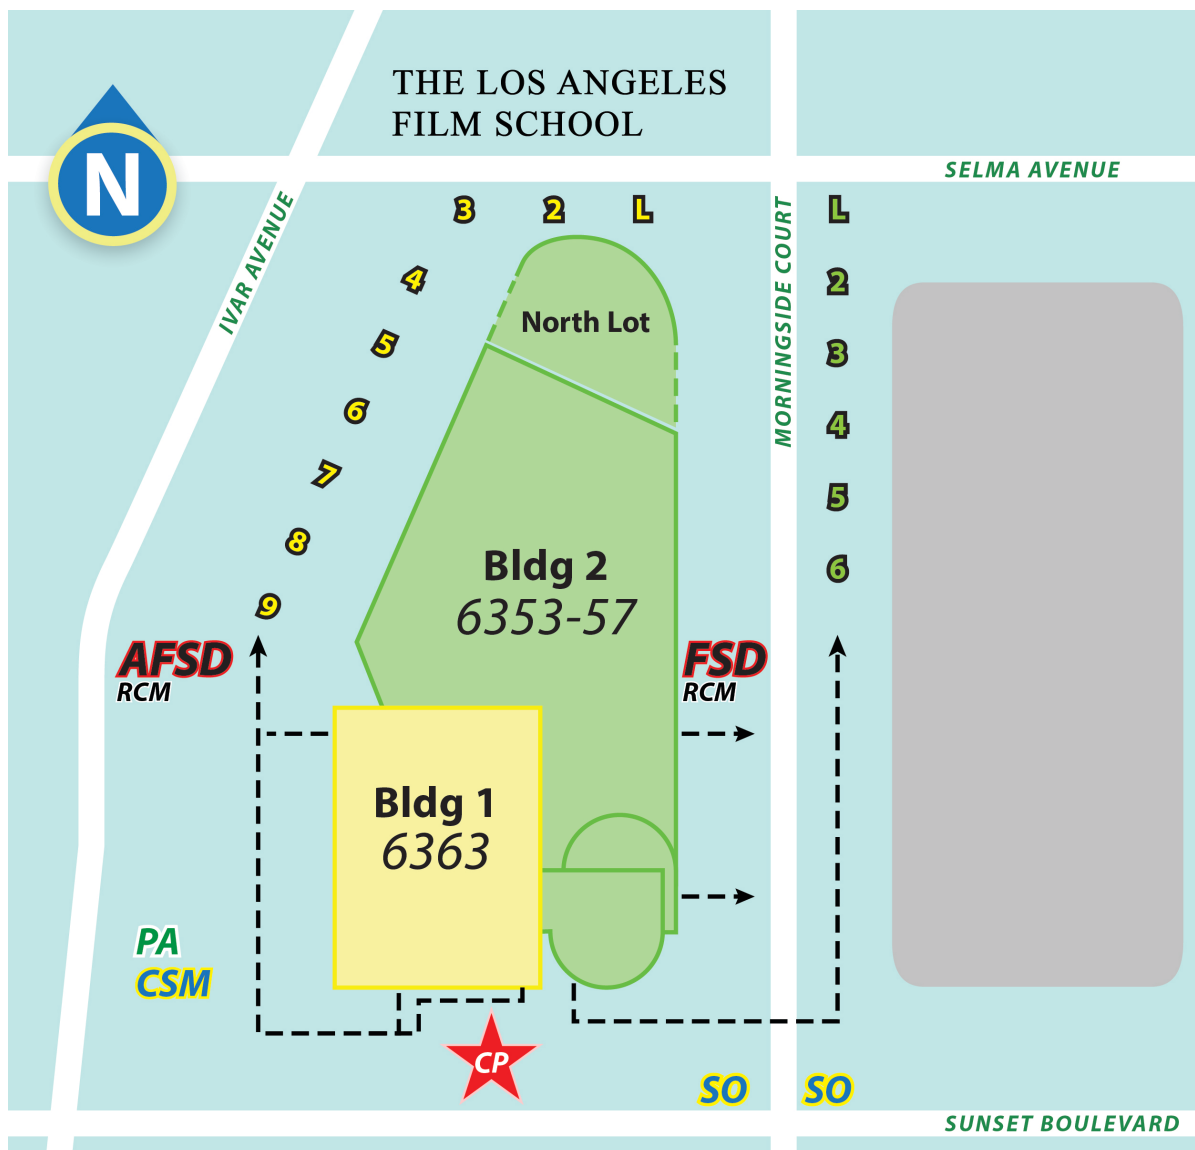 THE LOS ANGELES
FILM SCHOOL
N
SELMA AVENUE
IVAR AVENUE
MORNINGSIDE COURT
3 2 L
4
5
6
7
8
9
L
2
3
4
5
6
North Lot
Bldg 2
6353-57
AFSD
RCM
FSD
RCM
Bldg 1
6363
PA
CSM
CP
SO SO
SUNSET BOULEVARD